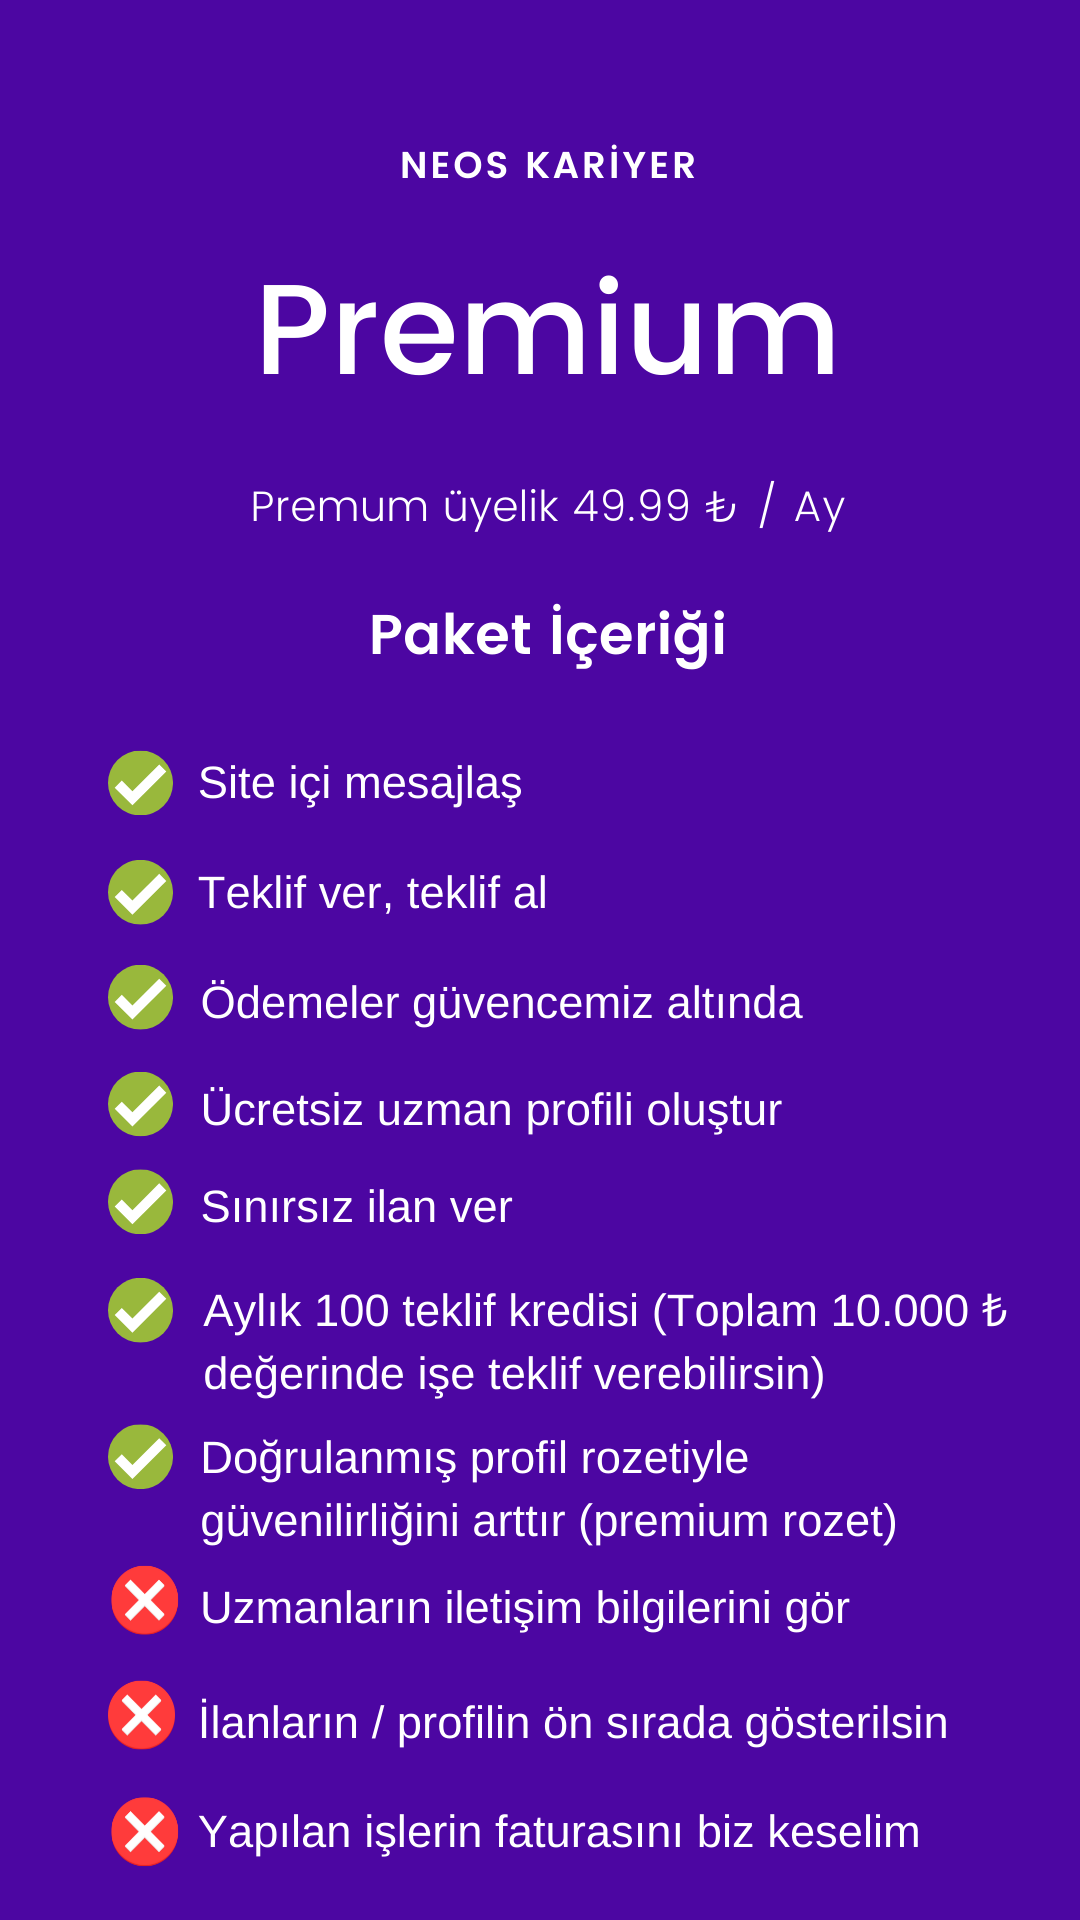 NEOS KARİYER
Premium
Premum üyelik 49.99 ₺ / Ay
Paket İçeriği
Site içi mesajlaş
Teklif ver, teklif al
Ödemeler güvencemiz altında
Ücretsiz uzman profili oluştur
Sınırsız ilan ver
Aylık 100 teklif kredisi (Toplam 10.000 ₺
değerinde işe teklif verebilirsin)
Doğrulanmış profil rozetiyle
güvenilirliğini arttır (premium rozet)
Uzmanların iletişim bilgilerini gör
İlanların / profilin ön sırada gösterilsin
Yapılan işlerin faturasını biz keselim